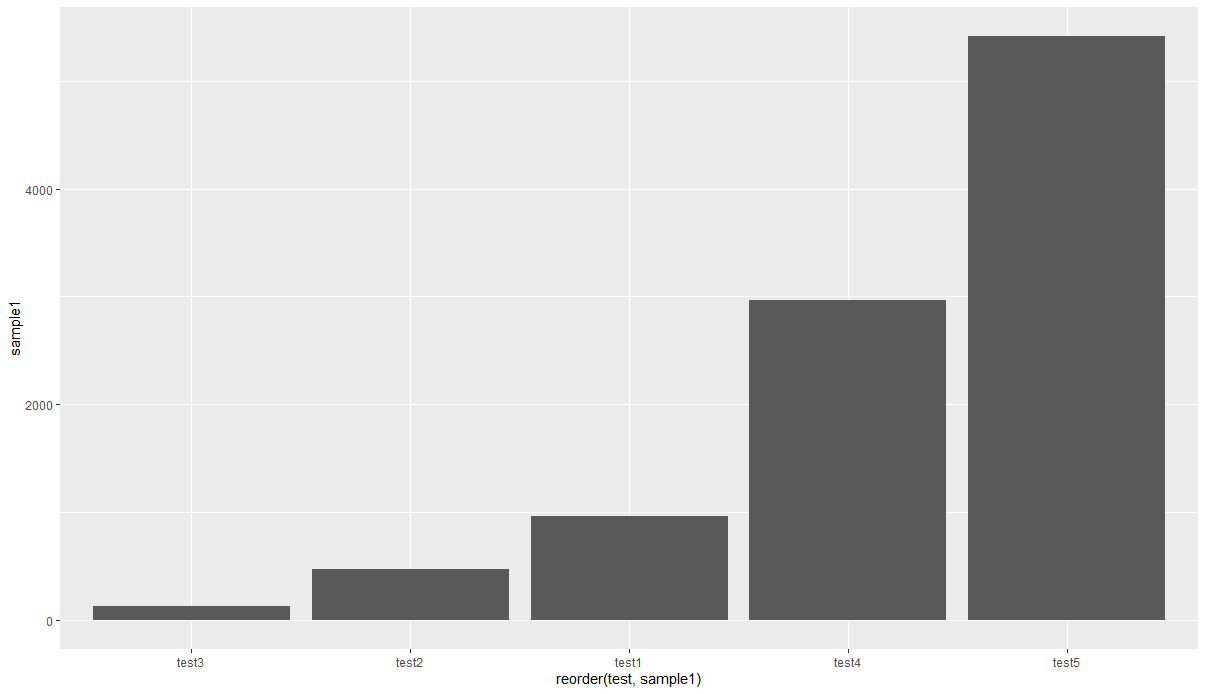 sample1
4000
2000
0
test3 test2 test1 test4 test5
reorder(test, sample1)